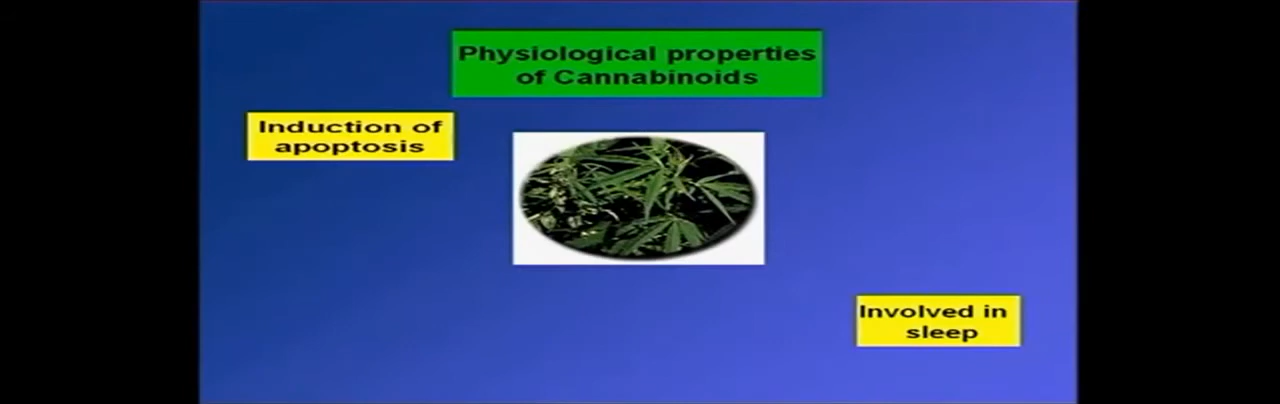 Physiological properties
of Cannabinoids
Induction of
apoptosis
Involved in
sleep